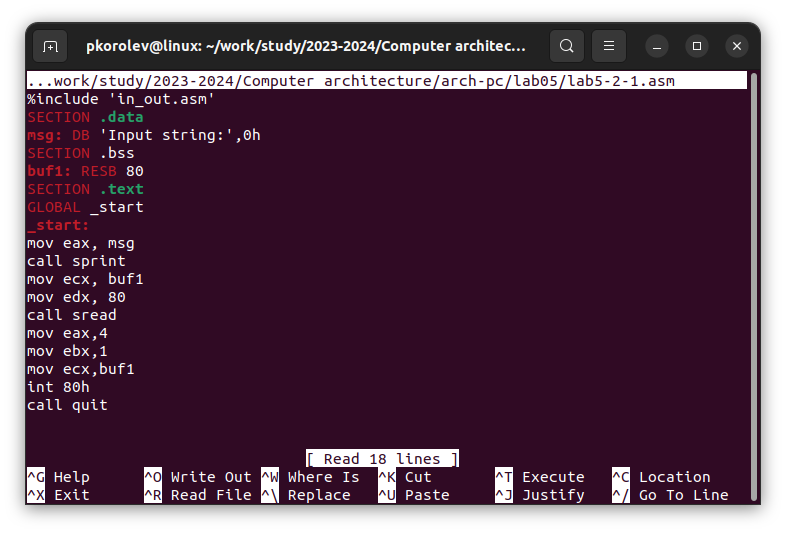 pkorolev@linux: ~/work/study/2023-2024/Computer architec...
...work/study/2023-2024/Computer architecture/arch-pc/lab05/lab5-2-1.asm
%include 'in_out.asm'
SECTION .data
msg: DB 'Input string:',0h
SECTION .bss
buf1: RESB 80
SECTION .text
GLOBAL _start
_start:
mov eax, msg
call sprint
mov ecx, buf1
mov edx, 80
call sread
mov eax,4
mov ebx,1
mov ecx,buf1
int 80h
call quit
[ Read 18 lines ]
^G Help ^O Write Out ^W Where Is ^K Cut ^T Execute ^C Location
^X Exit ^R Read File ^\ Replace ^U Paste ^J Justify ^/ Go To Line